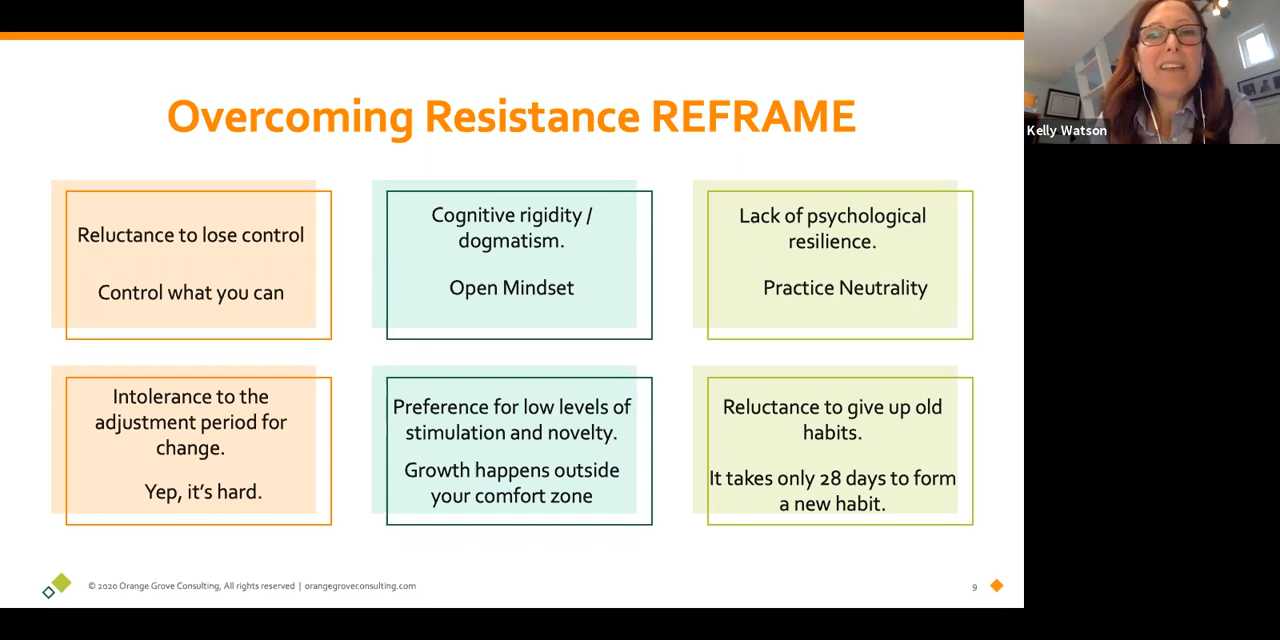 Overcoming Resistance REFRAME
Kelly Watson
Reluctance to lose control
Control what you can
Cognitive rigidity /
dogmatism.
Open Mindset
Lack of psychological
resilience.
Practice Neutrality
Intolerance to the
adjustment period for
change.
Yep, it's hard.
Preference for low levels of
stimulation and novelty.
Growth happens outside
your comfort zone
Reluctance to give up old
habits.
It takes only 28 days to form
a new habit.
© 2020 Orange Grove Consulting, All rights reserved | orangegroveconsulting.com
9